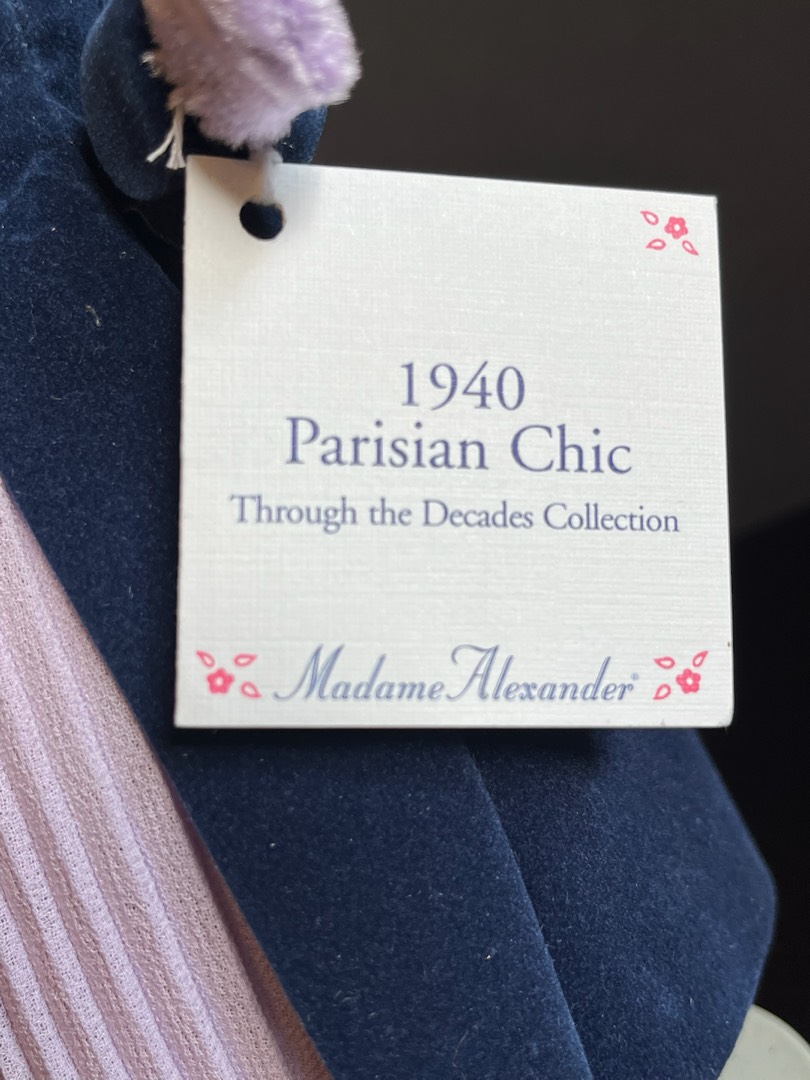 1940
Parisian Chic
Through the Decades Collection
Madame Alexander®